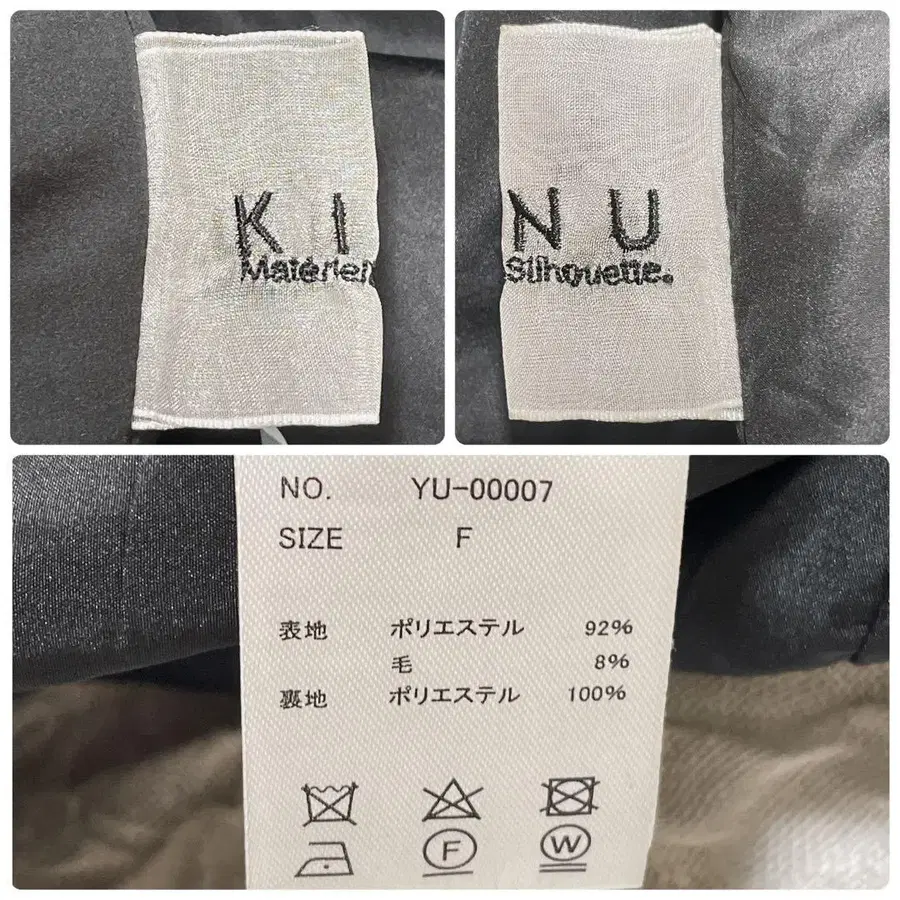 K I
Matériel
N U
Silhouette.
NO. YU-00007
SIZE F
表地 ポリエステル 92%
毛 8%
裏地 ポリエステル 100%
F W